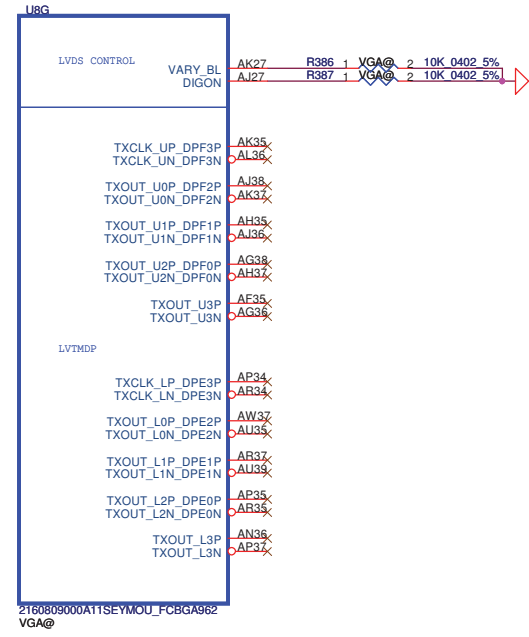 U8G
LVDS CONTROL
VARY_BL AK27 R386 1 VGA@ 2 10K_0402_5%
DIGON AJ27 R387 1 VGA@ 2 10K_0402_5%
TXCLK_UP_DPF3P AK35
TXCLK_UN_DPF3N AL36
TXOUT_U0P_DPF2P AJ38
TXOUT_U0N_DPF2N AK37
TXOUT_U1P_DPF1P AH35
TXOUT_U1N_DPF1N AJ36
TXOUT_U2P_DPF0P AG38
TXOUT_U2N_DPF0N AH37
TXOUT_U3P AF35
TXOUT_U3N AG36
LVTMDP
TXCLK_LP_DPE3P AP34
TXCLK_LN_DPE3N AR34
TXOUT_L0P_DPE2P AW37
TXOUT_L0N_DPE2N AU35
TXOUT_L1P_DPE1P AR37
TXOUT_L1N_DPE1N AU39
TXOUT_L2P_DPE0P AP35
TXOUT_L2N_DPE0N AR35
TXOUT_L3P AN36
TXOUT_L3N AP37
2160809000A11SEYMOU_FCBGA962
VGA@